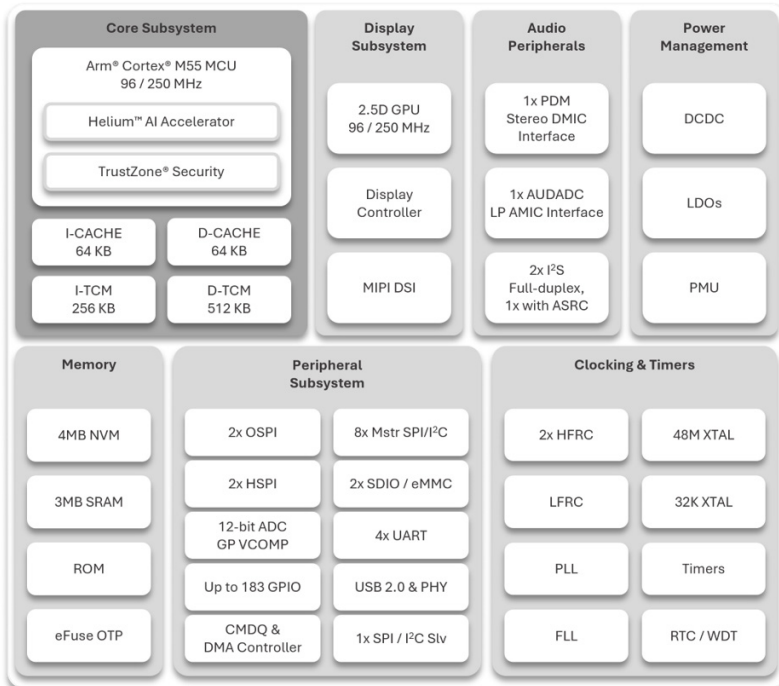 Core Subsystem
Arm® Cortex® M55 MCU
96 / 250 MHz
Helium™ AI Accelerator
TrustZone® Security
I-CACHE
64 KB
D-CACHE
64 KB
I-TCM
256 KB
D-TCM
512 KB
Display
Subsystem
2.5D GPU
96 / 250 MHz
Display
Controller
MIPI DSI
Audio
Peripherals
1x PDM
Stereo DMIC
Interface
1x AUDADC
LP AMIC Interface
2x I²S
Full-duplex,
1x with ASRC
Power
Management
DCDC
LDOs
PMU
Memory
4MB NVM
3MB SRAM
ROM
eFuse OTP
Peripheral
Subsystem
2x OSPI
8x Mstr SPI/I²C
2x HSPI
2x SDIO / eMMC
12-bit ADC
GP VCOMP
4x UART
Up to 183 GPIO
USB 2.0 & PHY
CMDQ &
DMA Controller
1x SPI / I²C Slv
Clocking & Timers
2x HFRC
48M XTAL
LFRC
32K XTAL
PLL
Timers
FLL
RTC / WDT